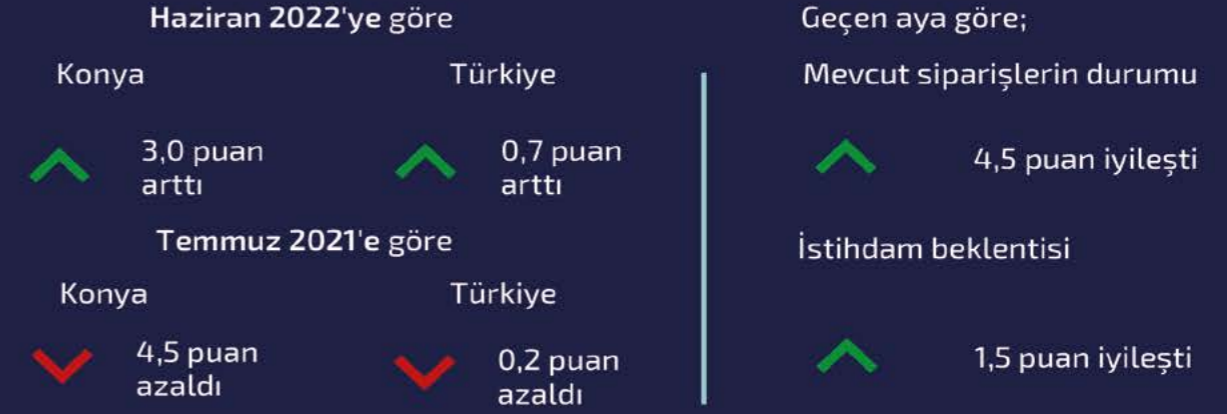 Haziran 2022'ye göre
Konya
Türkiye
3,0 puan
arttı
0,7 puan
arttı
Temmuz 2021'e göre
Konya
Türkiye
4,5 puan
azaldı
0,2 puan
azaldı
Geçen aya göre;
Mevcut siparişlerin durumu
4,5 puan iyileşti
İstihdam beklentisi
1,5 puan iyileşti